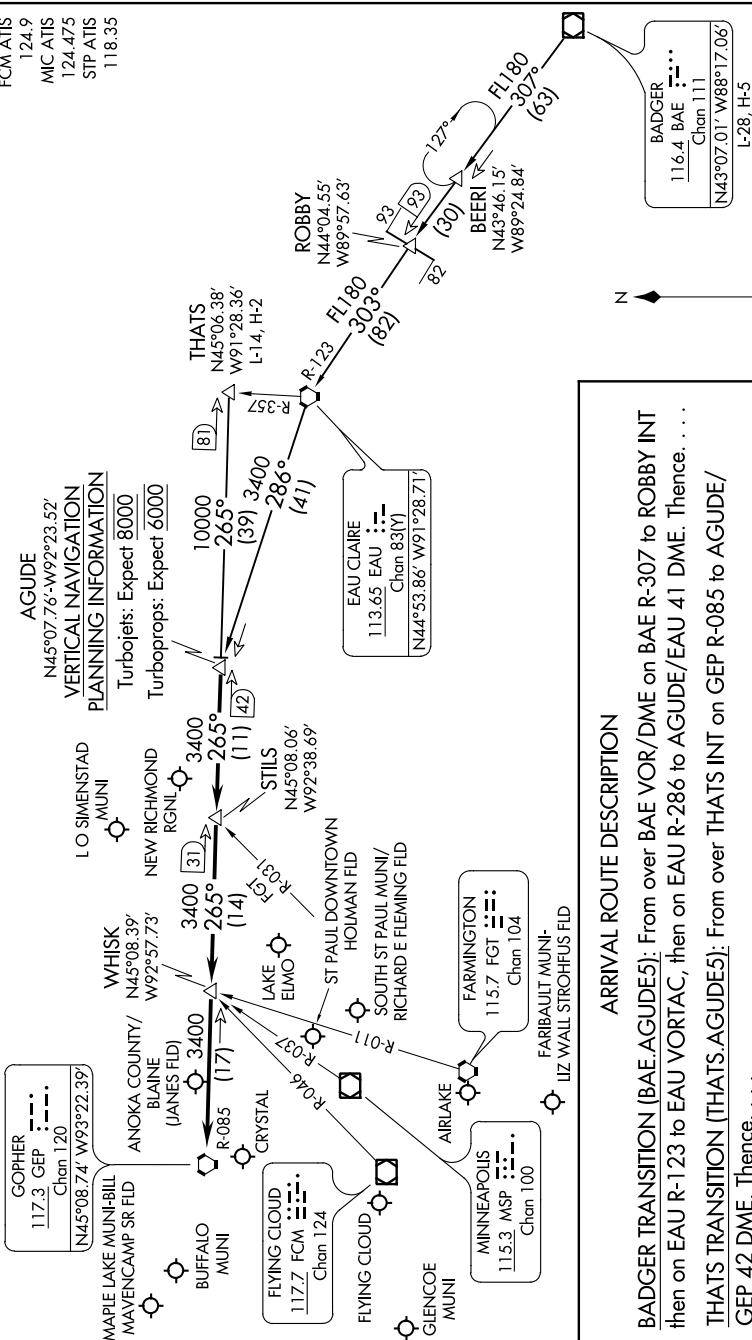 FCM ATIS
124.9
MIC ATIS
124.475
STP ATIS
118.35
AGUDE
N45°07.76'-W92°23.52'
VERTICAL NAVIGATION
PLANNING INFORMATION
Turbojets: Expect 8000
Turboprops: Expect 6000
THATS
N45°06.38'
W91°28.36'
L-14, H-2
81
10000
265°
(39)
R-357
3400
286°
(41)
ROBBY
N44°04.55'
W89°57.63'
R-123
FL180
303°
(82)
93
93
82
(30)
BEERI
N43°46.15'
W89°24.84'
127°
FL180
307°
(63)
BADGER
116.4 BAE
Chan 111
N43°07.01' W88°17.06'
L-28, H-5
N
EAU CLAIRE
113.65 EAU
Chan 83(Y)
N44°53.86' W91°28.71'
L O SIMENSTAD
MUNI
NEW RICHMOND
RGNL
3400
265°
(11)
42
STILS
N45°08.06'
W92°38.69'
31
FGT
R-031
3400
265°
(14)
WHISK
N45°08.39'
W92°57.73'
LAKE
ELMO
ST PAUL DOWNTOWN
HOLMAN FLD
SOUTH ST PAUL MUNI/
RICHARD E FLEMING FLD
3400
(17)
R-085
ANOKA COUNTY/
BLAINE
(JANES FLD)
CRYSTAL
R-046
R-037
R-011
GOPHER
117.3 GEP
Chan 120
N45°08.74' W93°22.39'
MAPLE LAKE MUNI-BILL
MAVENCAMP SR FLD
BUFFALO
MUNI
FLYING CLOUD
117.7 FCM
Chan 124
FLYING CLOUD
GLENCOE
MUNI
MINNEAPOLIS
115.3 MSP
Chan 100
FARMINGTON
115.7 FGT
Chan 104
AIRLAKE
FARIBAULT MUNI-
LIZ WALL STROHFUS FLD
ARRIVAL ROUTE DESCRIPTION
BADGER TRANSITION (BAE.AGUDE5): From over BAE VOR/DME on BAE R-307 to ROBBY INT
then on EAU R-123 to EAU VORTAC, then on EAU R-286 to AGUDE/EAU 41 DME. Thence. . . .
THATS TRANSITION (THATS.AGUDE5): From over THATS INT on GEP R-085 to AGUDE/
GEP 42 DME. Thence. . . .